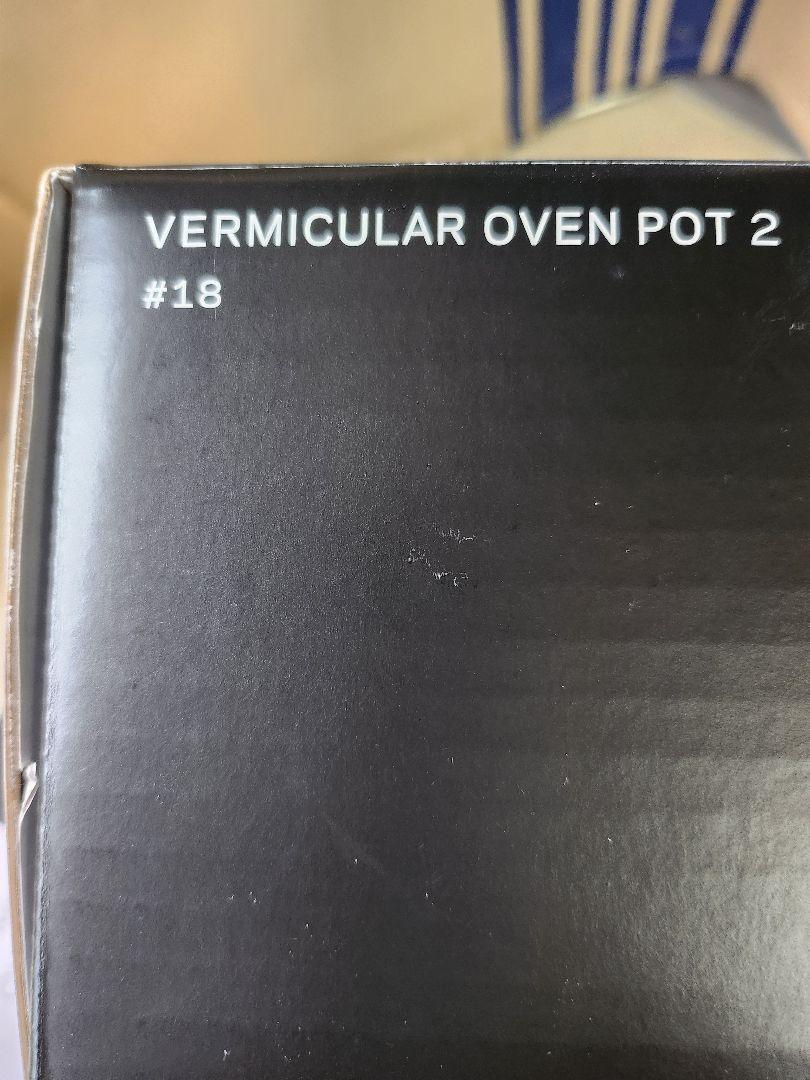 VERMICULAR OVEN POT 2
#18